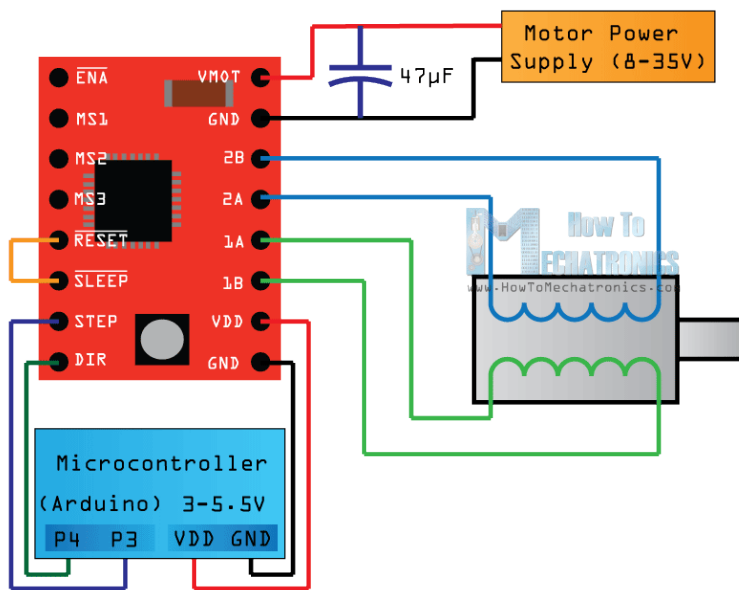 Motor Power
Supply (8-35V)
47µF
ENA
MS1
MS2
MS3
RESET
SLEEP
STEP
DIR
VMOT
GND
2B
2A
1A
1B
VDD
GND
How To
MECHATRONICS
www.HowToMechatronics.com
Microcontroller
(Arduino) 3-5.5V
P4 P3 VDD GND